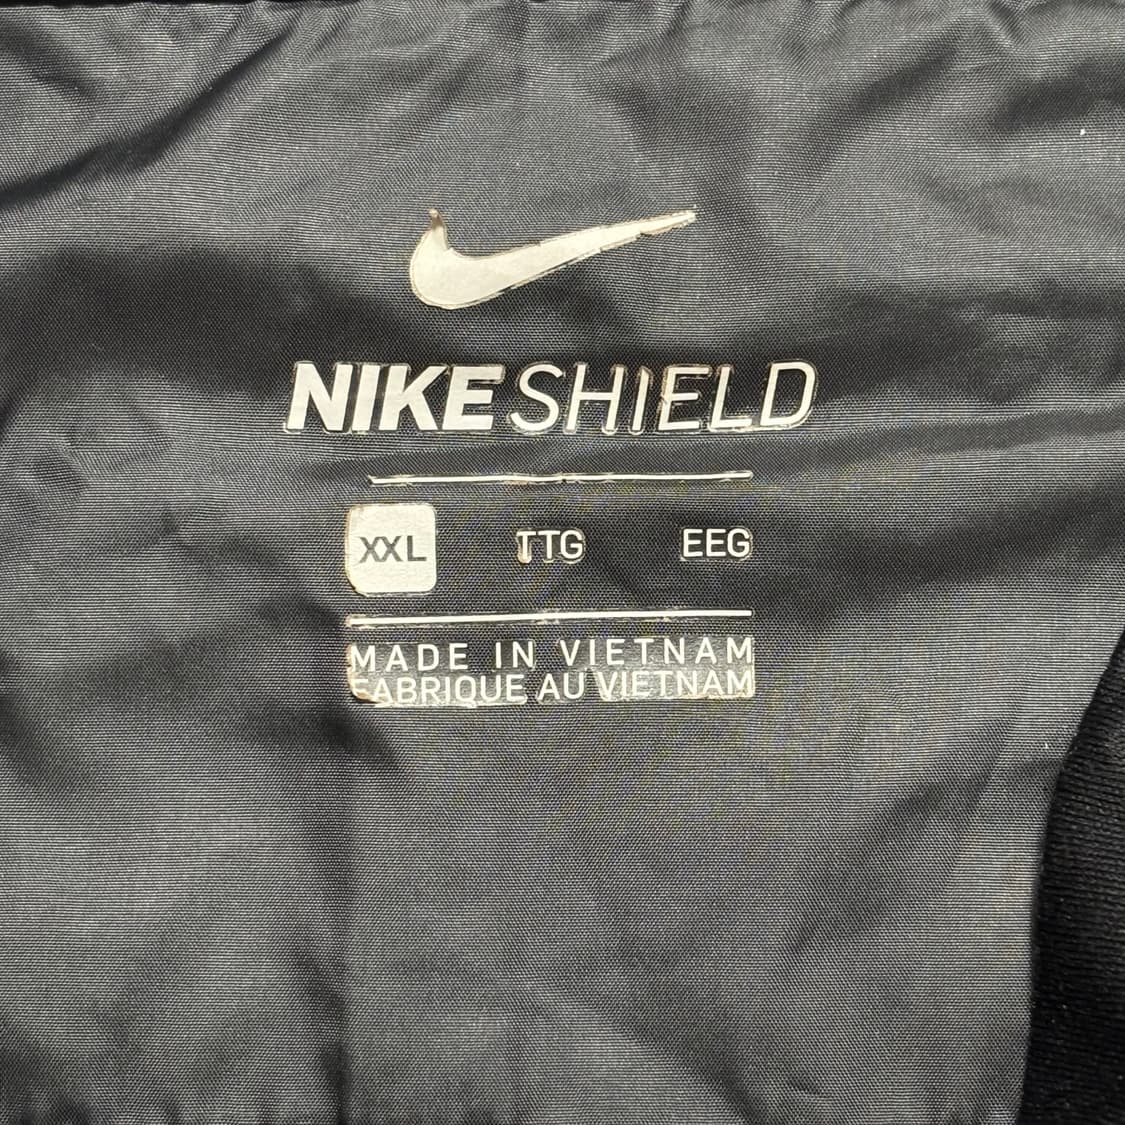 NIKE SHIELD
XXL TTG EEG
MADE IN VIETNAM
FABRIQUE AU VIETNAM